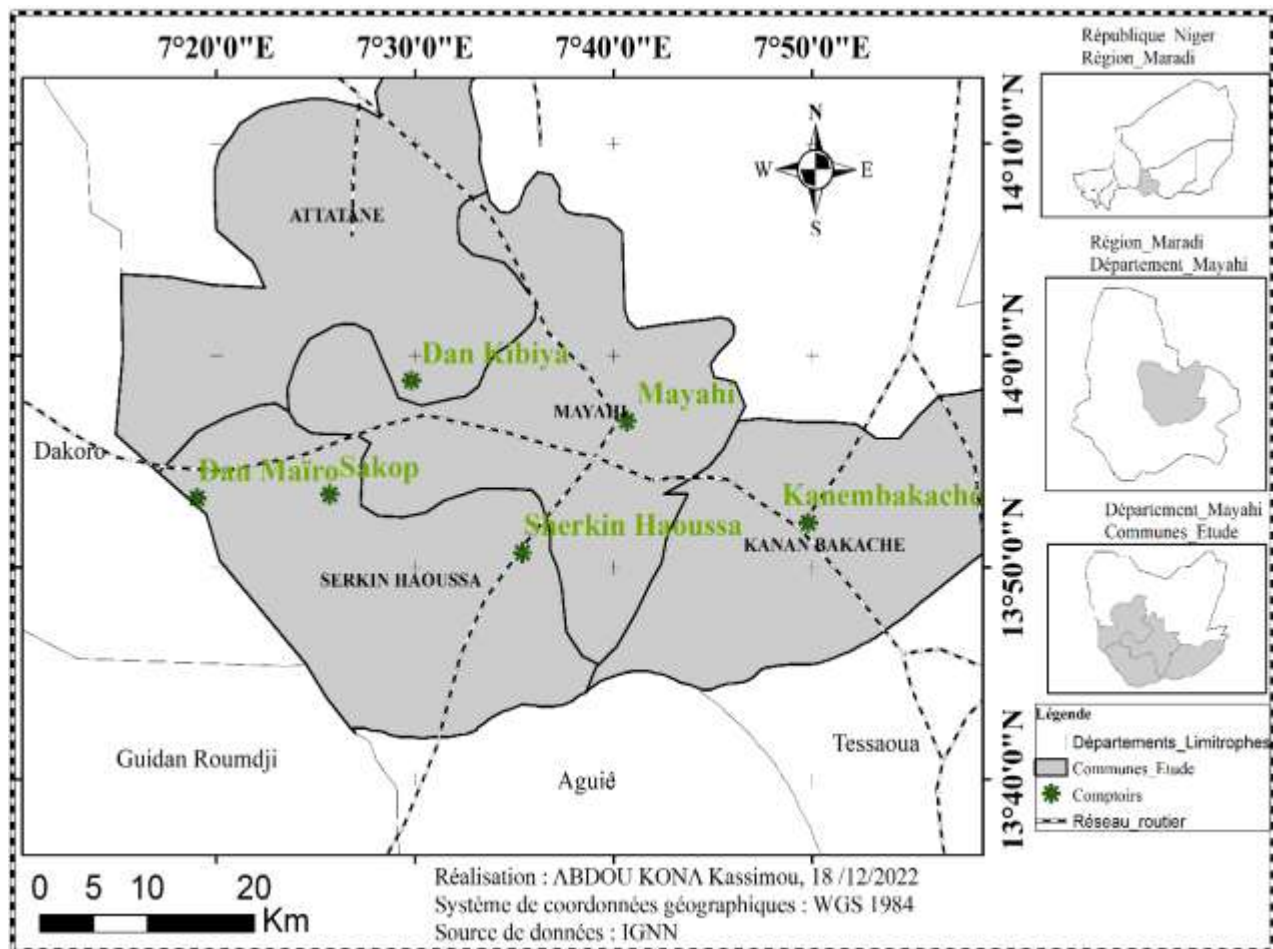 7°20'0"E 7°30'0"E 7°40'0"E 7°50'0"E
République Niger
Région_Maradi
N
W E
S
14°10'0"N
ATTATANE
Région_Maradi
Département_Mayahi
Dan Kibiya
14°0'0"N
MAYAHI Mayahi
Dakoro
Dan Maïro Sakop
Kanembakache
Sherkin Haoussa
KANAN BAKACHE
SERKIN HAOUSSA
13°50'0"N
Département_Mayahi
Communes_Etude
Guidan Roumdji
Aguié
Tessaoua
13°40'0"N
Légende
Départements_Limitrophes
Communes_Etude
Comptoirs
Réseau_routier
0 5 10 20
Km
Réalisation : ABDOU KONA Kassimou, 18 /12/2022
Système de coordonnées géographiques : WGS 1984
Source de données : IGNN